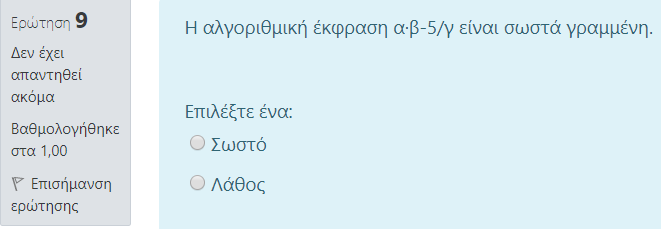 Ερώτηση 9
Δεν έχει
απαντηθεί
ακόμα
Βαθμολογήθηκε
στα 1,00
Επισήμανση
ερώτησης
Η αλγοριθμική έκφραση α·β-5/γ είναι σωστά γραμμένη.
Επιλέξτε ένα:
Σωστό
Λάθος